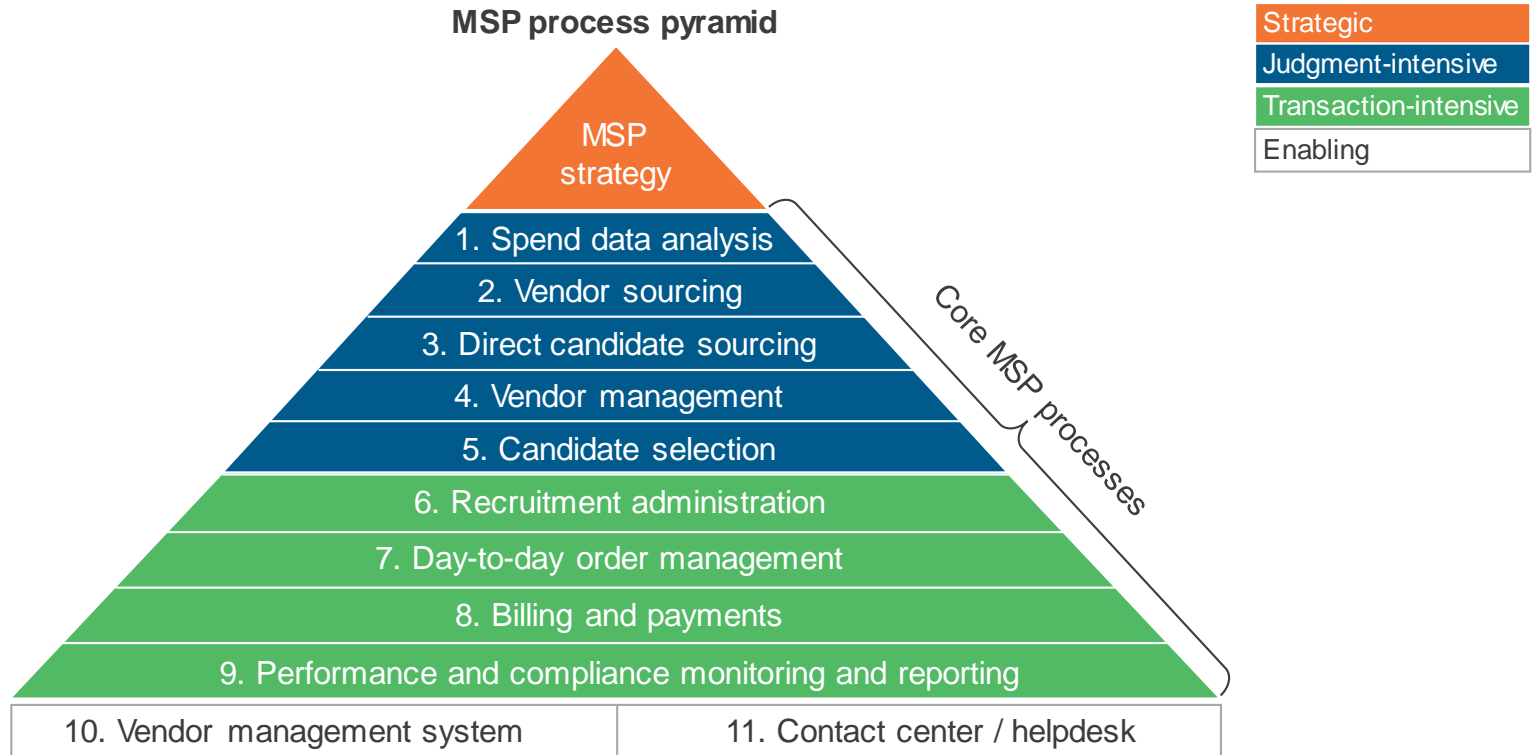 MSP process pyramid
Strategic
Judgment-intensive
Transaction-intensive
Enabling
MSP
strategy
1. Spend data analysis
2. Vendor sourcing
3. Direct candidate sourcing
4. Vendor management
5. Candidate selection
6. Recruitment administration
7. Day-to-day order management
8. Billing and payments
9. Performance and compliance monitoring and reporting
Core MSP processes
10. Vendor management system
11. Contact center / helpdesk